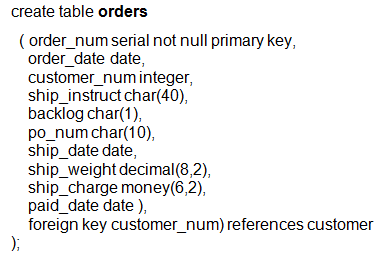 create table orders
( order_num serial not null primary key,
order_date date,
customer_num integer,
ship_instruct char(40),
backlog char(1),
po_num char(10),
ship_date date,
ship_weight decimal(8,2),
ship_charge money(6,2),
paid_date date ),
foreign key customer_num) references customer
);